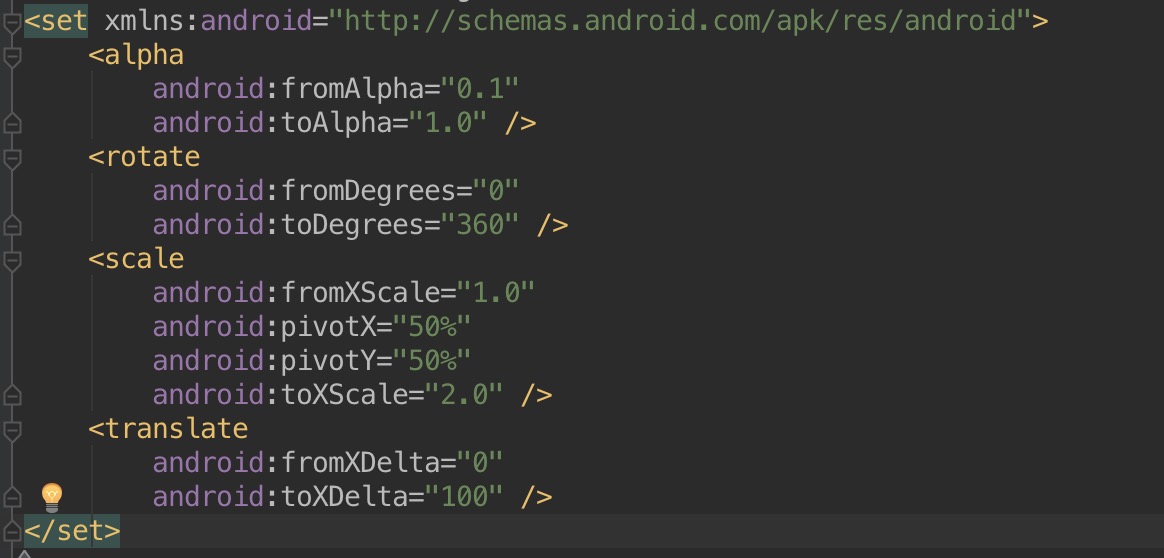 <set xmlns:android="http://schemas.android.com/apk/res/android">
    <alpha
        android:fromAlpha="0.1"
        android:toAlpha="1.0" />
    <rotate
        android:fromDegrees="0"
        android:toDegrees="360" />
    <scale
        android:fromXScale="1.0"
        android:pivotX="50%"
        android:pivotY="50%"
        android:toXScale="2.0" />
    <translate
        android:fromXDelta="0"
        android:toXDelta="100" />
</set>